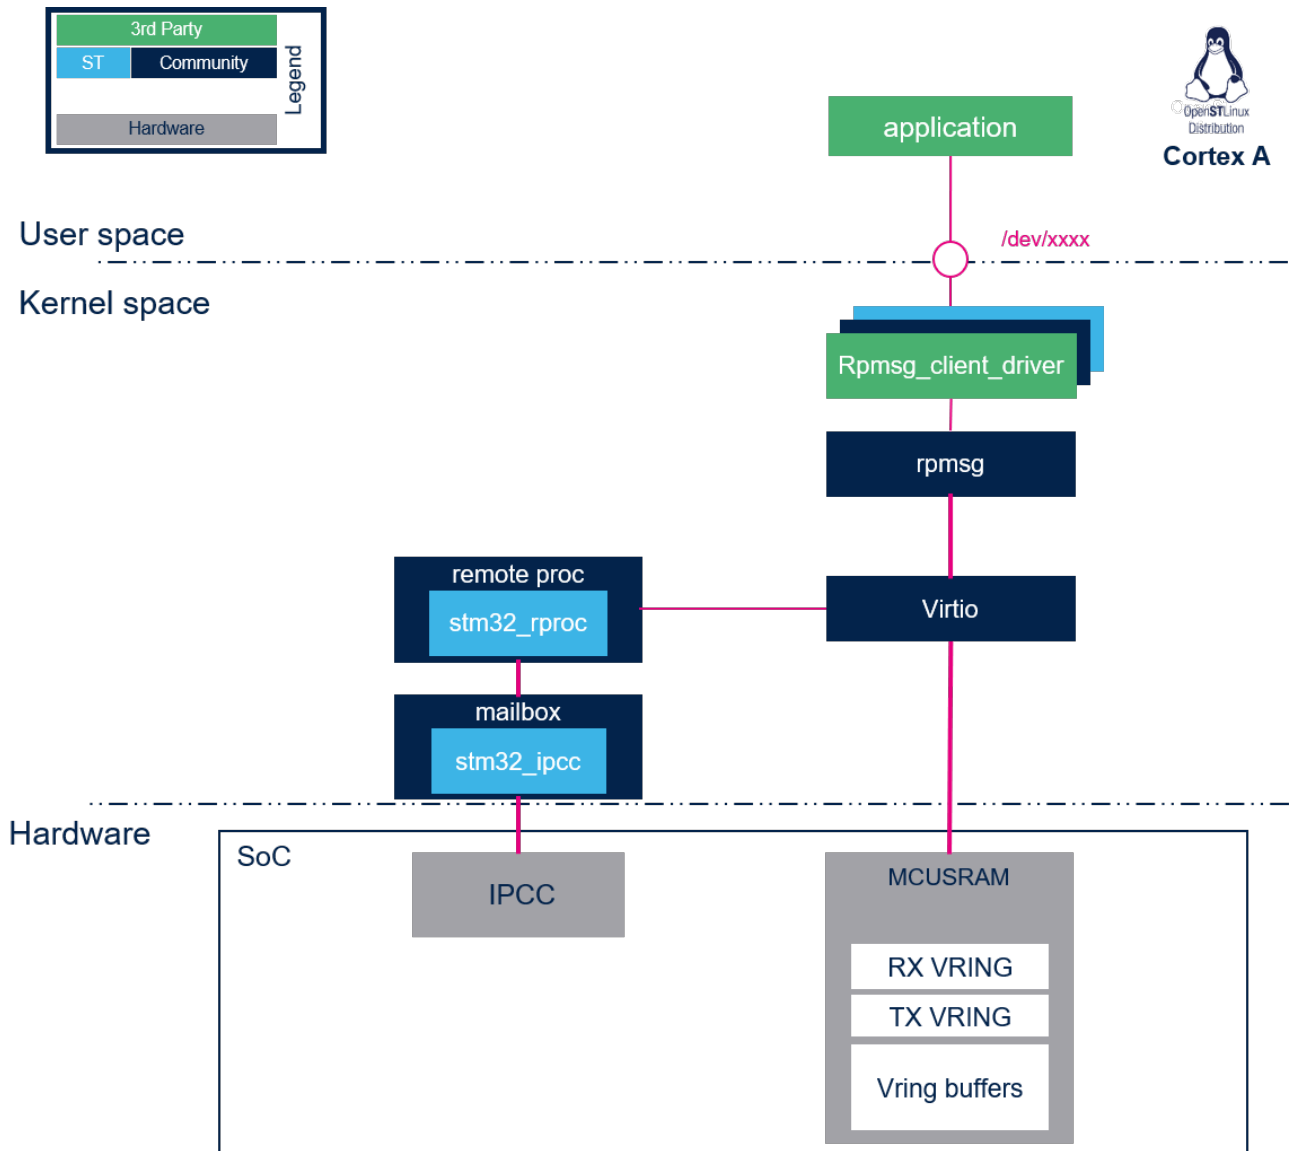 3rd Party
ST
Community
Legend
Hardware
OpenSTLinux
Distribution
Cortex A
application
User space
/dev/xxxx
Kernel space
Rpmsg_client_driver
rpmsg
remote proc
stm32_rproc
Virtio
mailbox
stm32_ipcc
Hardware
SoC
IPCC
MCUSRAM
RX VRING
TX VRING
Vring buffers